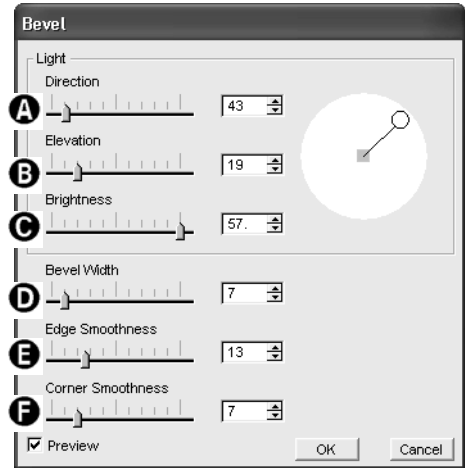 Bevel
Light
Direction
A 43
Elevation
B 19
Brightness
C 57.
Bevel Width
D 7
Edge Smoothness
E 13
Corner Smoothness
F 7
Preview OK Cancel